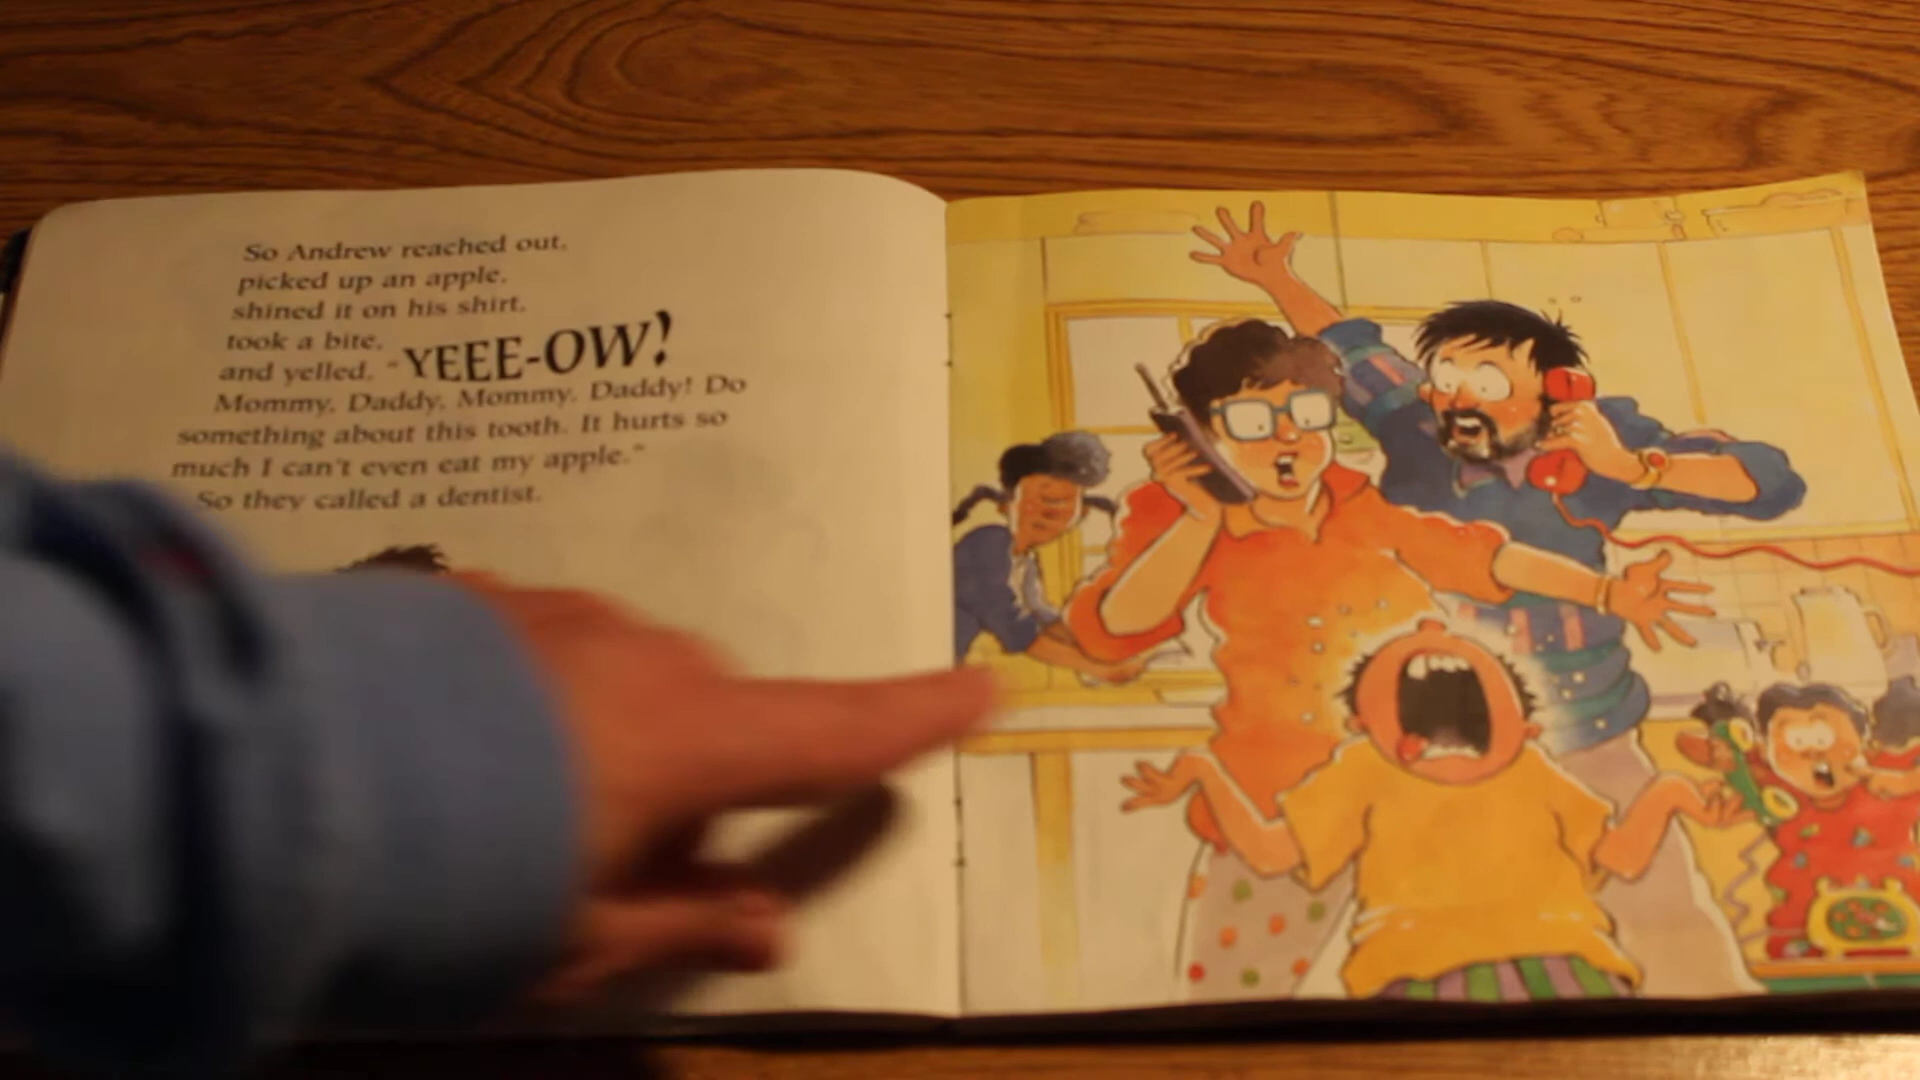 So Andrew reached out,
picked up an apple,
shined it on his shirt,
took a bite,
and yelled, "YEEE-OW!
Mommy, Daddy, Mommy, Daddy! Do
something about this tooth. It hurts so
much I can't even eat my apple."
So they called a dentist.